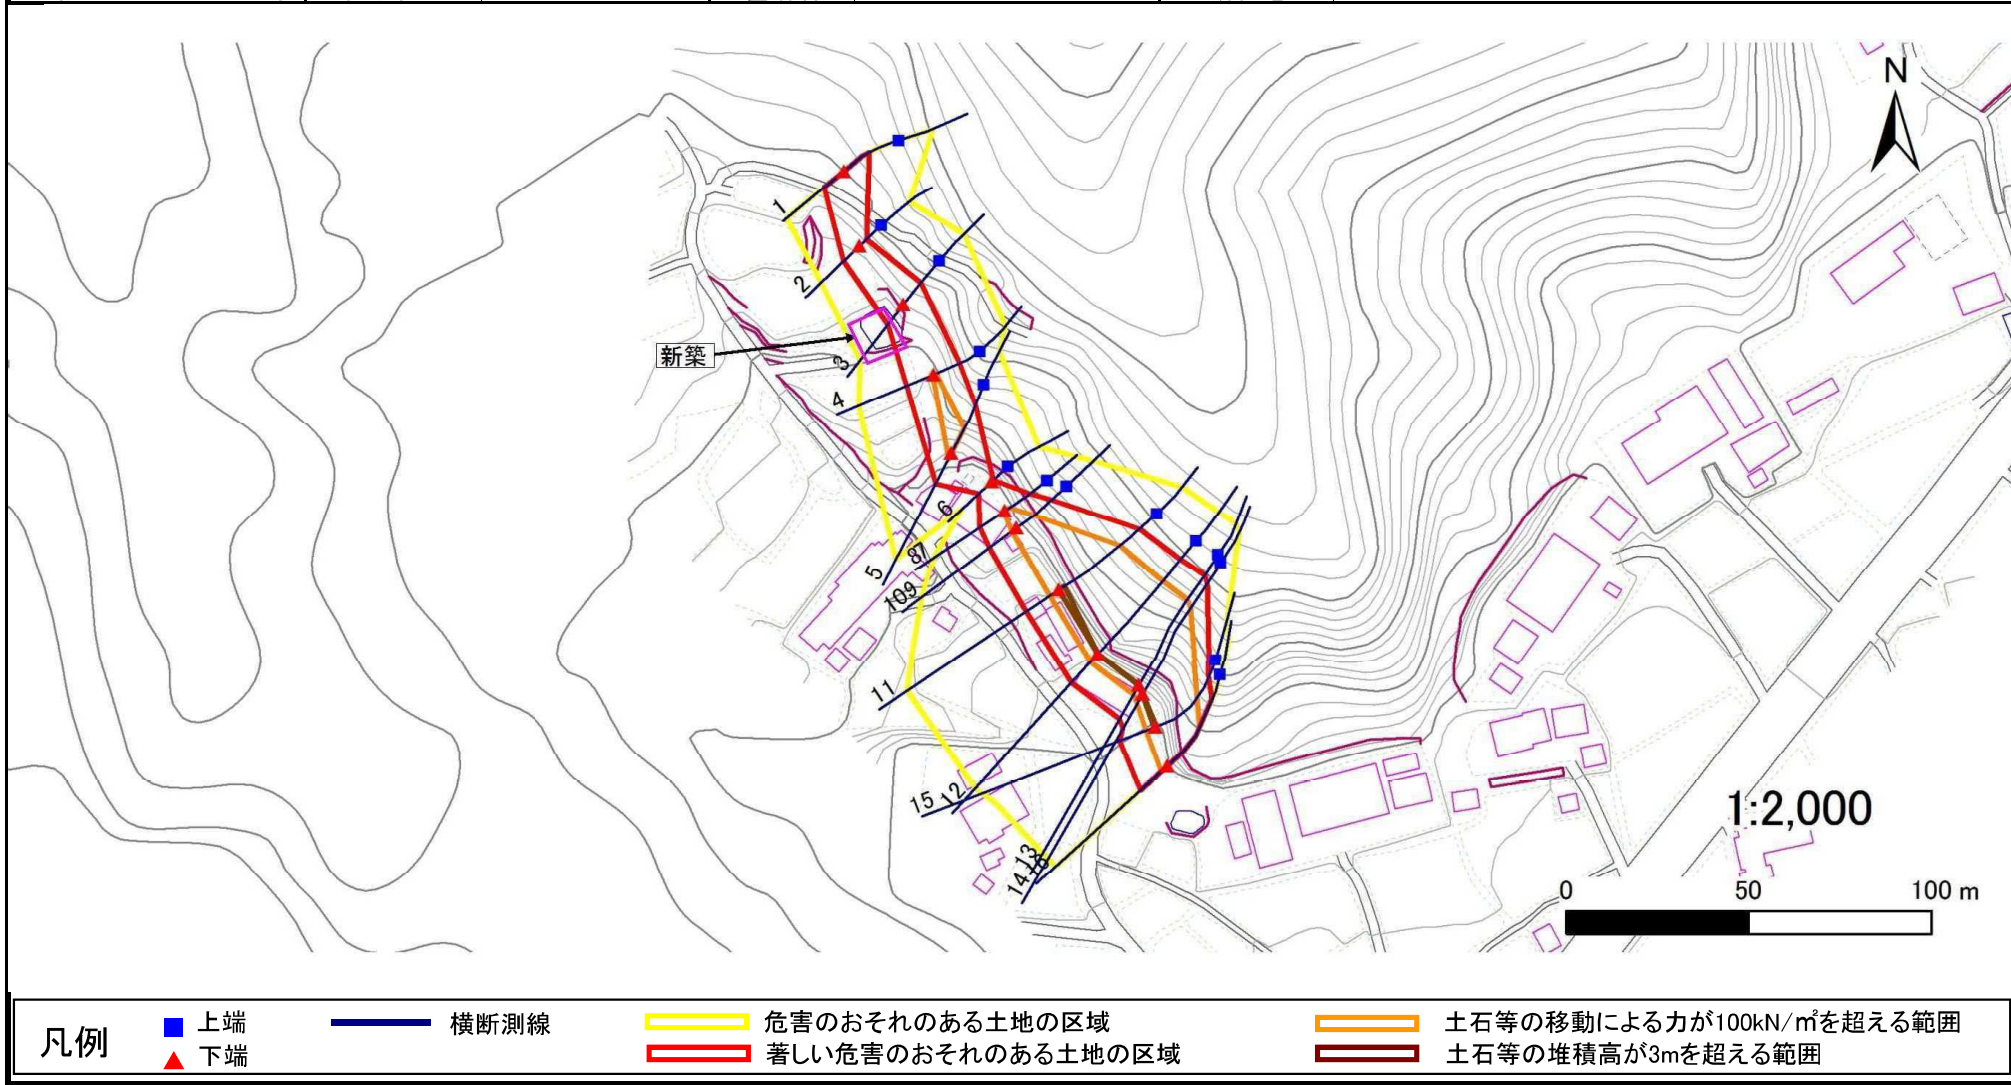 N
1
2
新築
3
4
6
5
87
109
11
15
12
13
14
1:2,000
0 50 100 m
凡例
上端
下端
横断測線
危害のおそれのある土地の区域
著しい危害のおそれのある土地の区域
土石等の移動による力が100kN/㎡を超える範囲
土石等の堆積高が3mを超える範囲